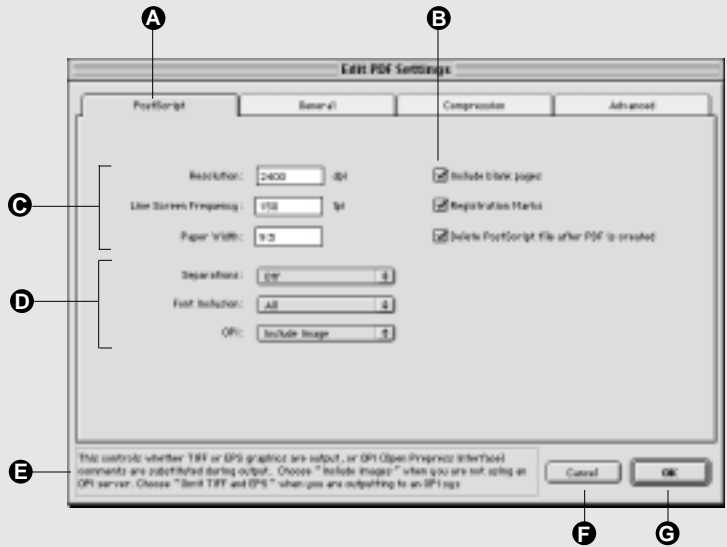 A
B
Edit PDF Settings
PostScript
General
Compression
Advanced
C
Resolution: 2400 dpi
Include blank pages
Line Screen Frequency: 150 lpi
Registration Marks
Paper Width: 9.5
Delete PostScript file after PDF is created
D
Separations: Off
Font Inclusion: All
OPI: Include Image
E
This controls whether TIFF or EPS graphics are output, or OPI (Open Prepress Interface)
comments are substituted during output. Choose "Include images" when you are not using an
OPI server. Choose "Omit TIFF and EPS" when you are outputting to an OPI sys
Cancel
OK
F
G